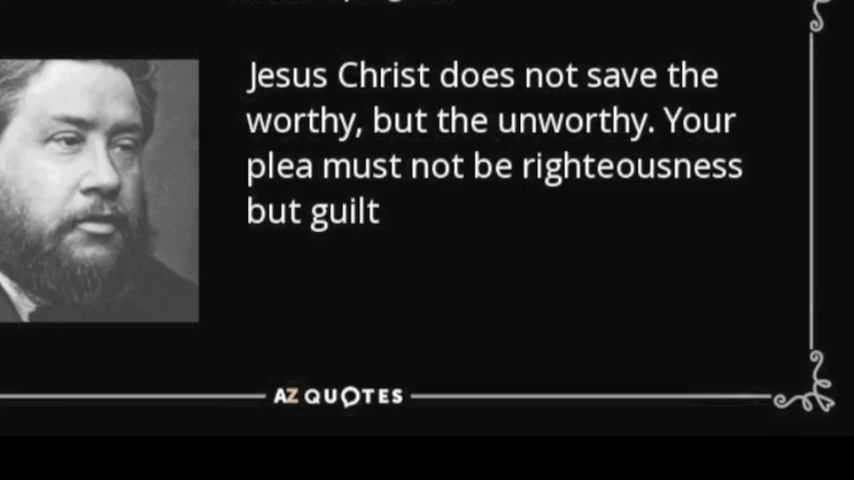 Jesus Christ does not save the
worthy, but the unworthy. Your
plea must not be righteousness
but guilt
AZ QUOTES